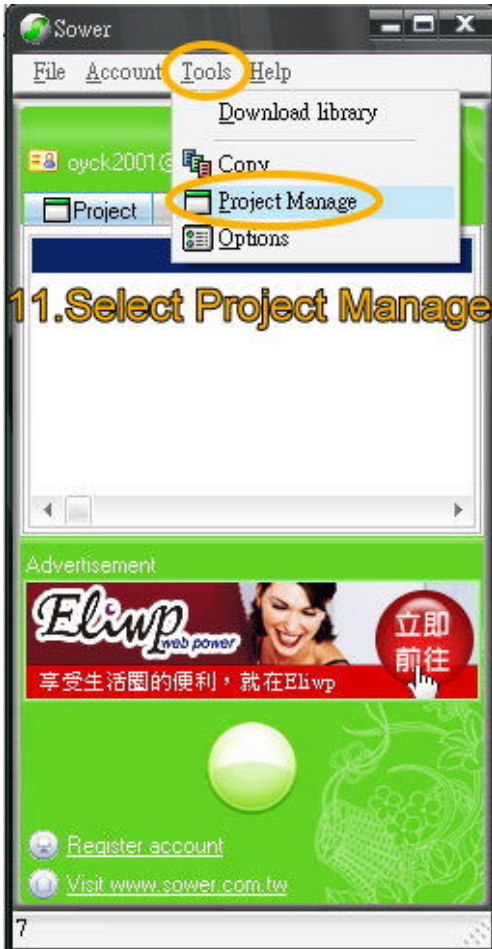 Sower
File Account Tools Help
Download library
oyck2001@
Copy
Project
Project Manage
Options
11.Select Project Manage
Advertisement
Eliwp
web power
立即
前往
享受生活圈的便利，就在Eliwp
Register account
Visit www.sower.com.tw
7